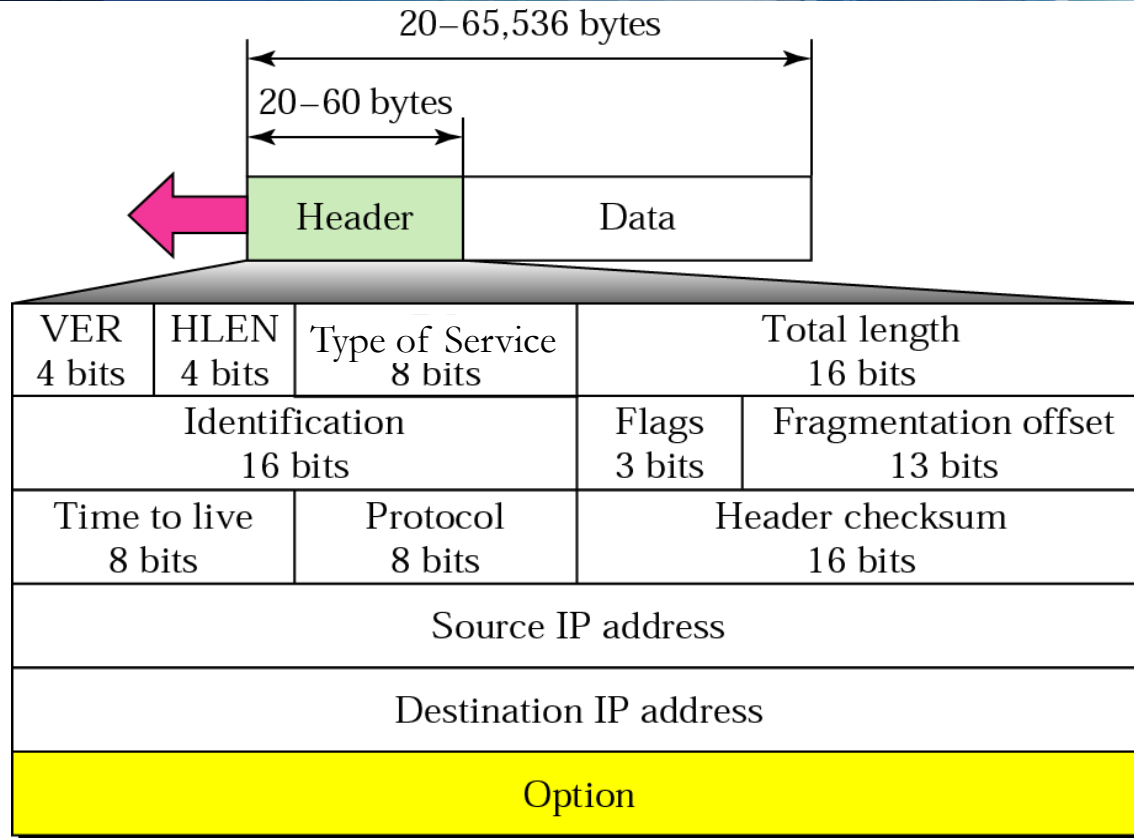 20–65,536 bytes
20–60 bytes
Header
Data
VER
4 bits
HLEN
4 bits
Type of Service
8 bits
Total length
16 bits
Identification
16 bits
Flags
3 bits
Fragmentation offset
13 bits
Time to live
8 bits
Protocol
8 bits
Header checksum
16 bits
Source IP address
Destination IP address
Option